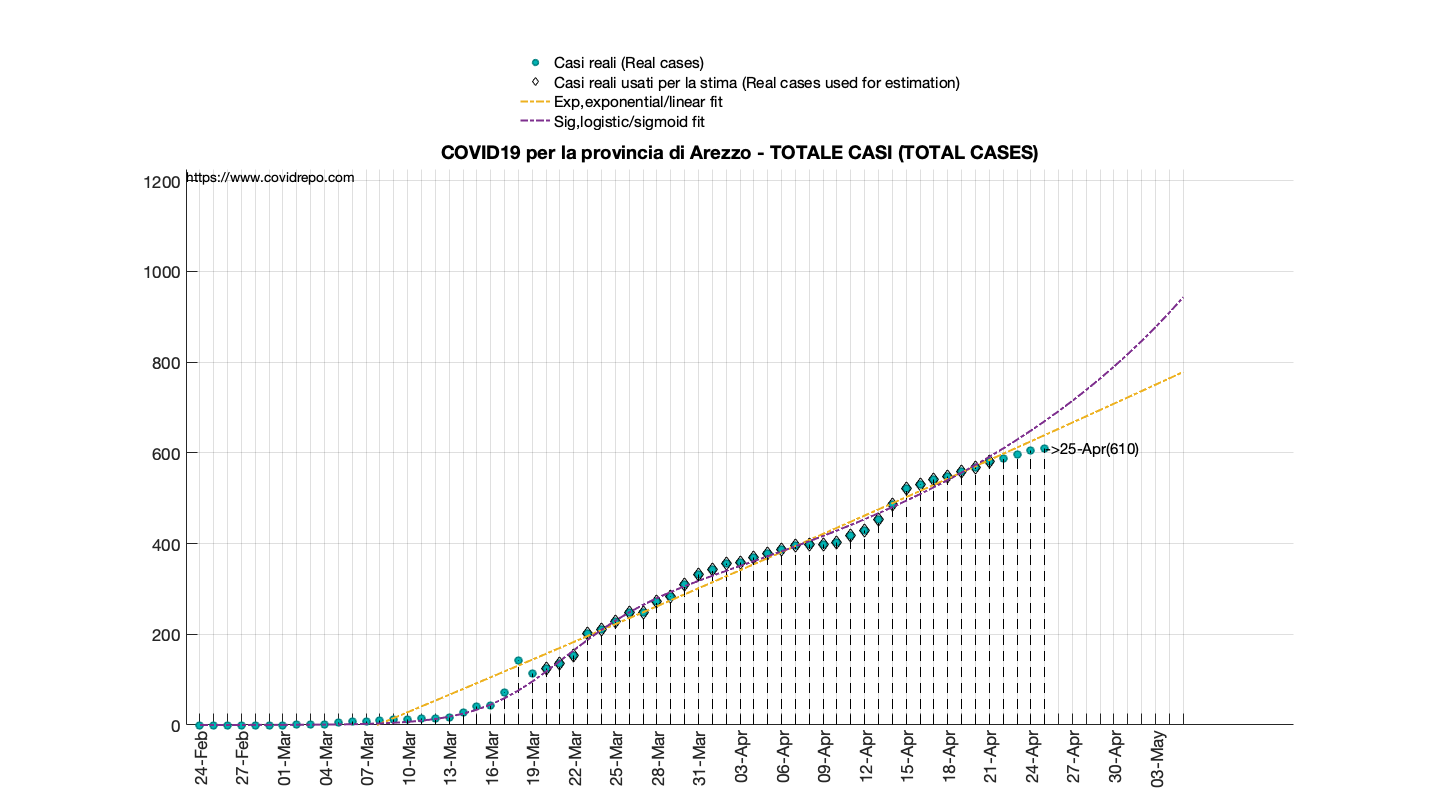 Casi reali (Real cases)
Casi reali usati per la stima (Real cases used for estimation)
Exp,exponential/linear fit
Sig,logistic/sigmoid fit
COVID19 per la provincia di Arezzo - TOTALE CASI (TOTAL CASES)
https://www.covidrepo.com
1200
1000
800
600
400
200
0
->25-Apr(610)
24-Feb
27-Feb
01-Mar
04-Mar
07-Mar
10-Mar
13-Mar
16-Mar
19-Mar
22-Mar
25-Mar
28-Mar
31-Mar
03-Apr
06-Apr
09-Apr
12-Apr
15-Apr
18-Apr
21-Apr
24-Apr
27-Apr
30-Apr
03-May